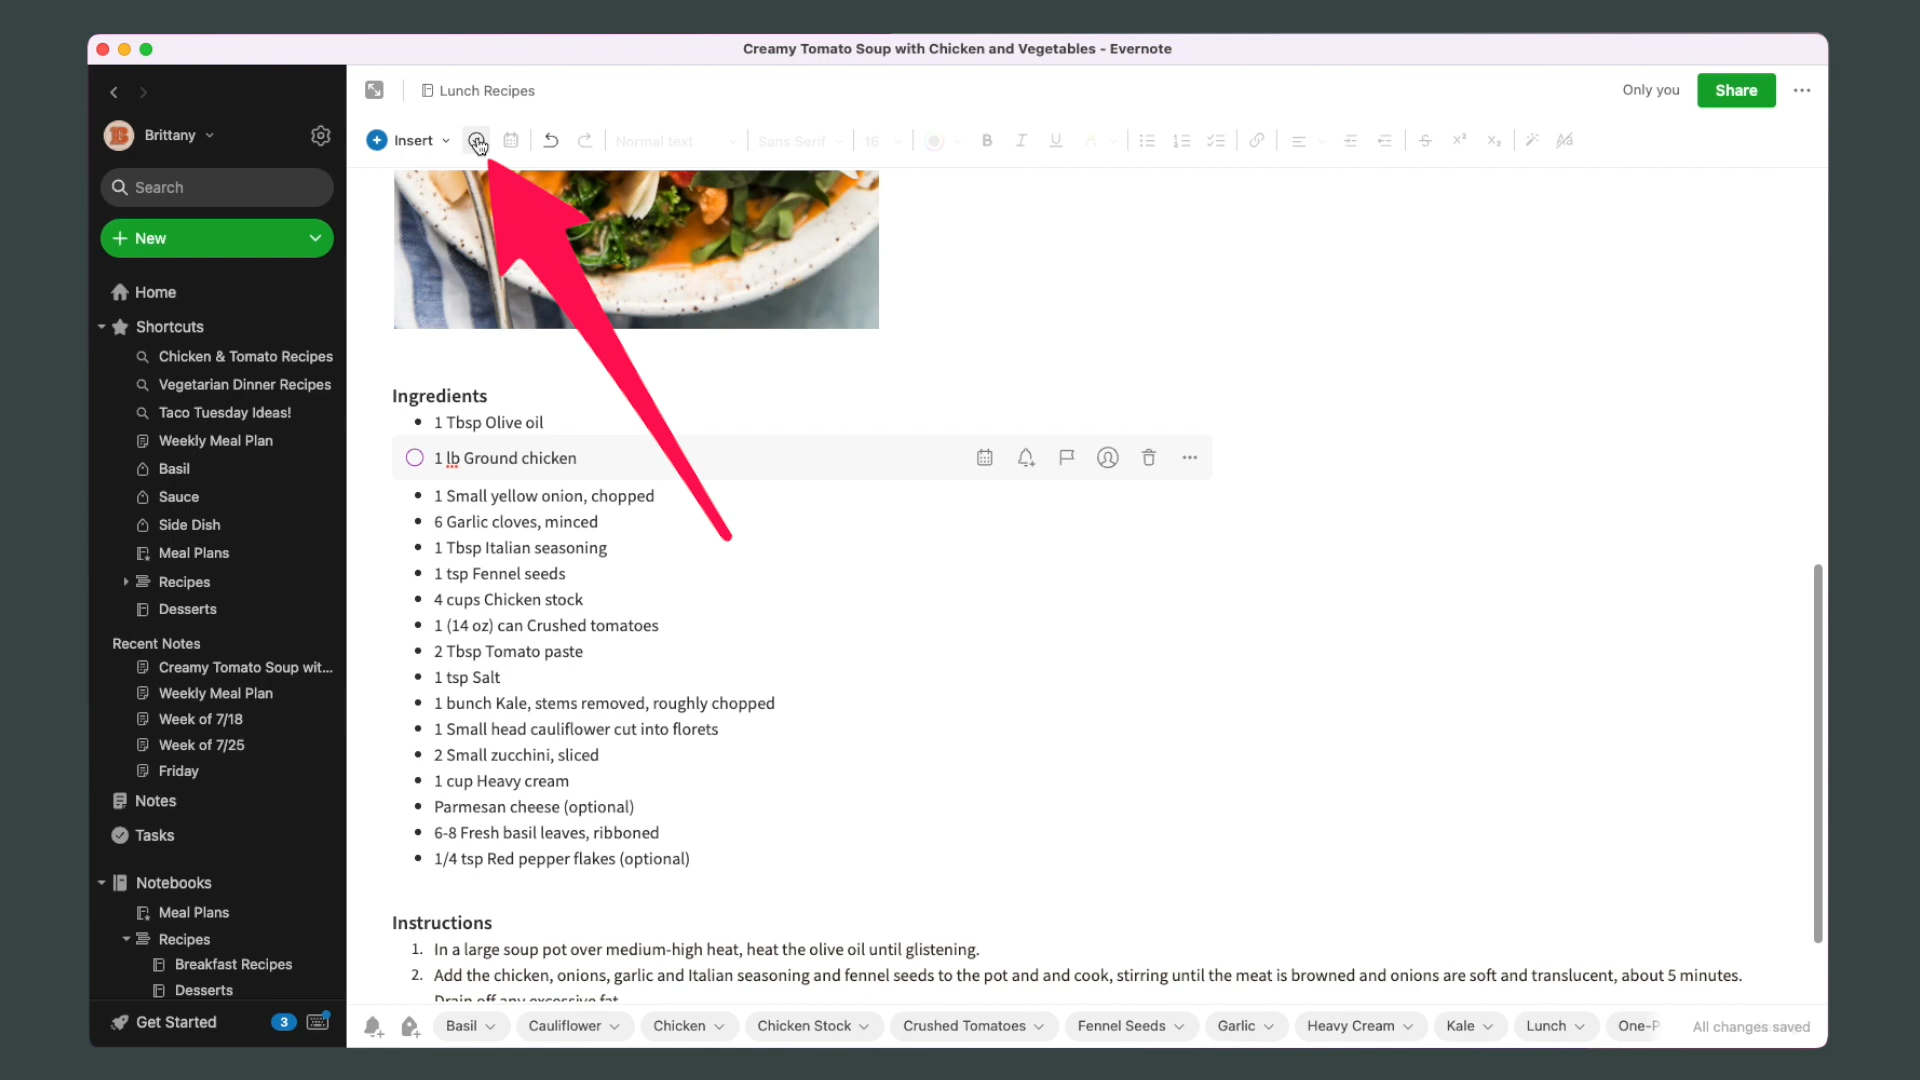 Creamy Tomato Soup with Chicken and Vegetables - Evernote
Brittany
Search
New
Home
Shortcuts
Chicken & Tomato Recipes
Vegetarian Dinner Recipes
Taco Tuesday Ideas!
Weekly Meal Plan
Basil
Sauce
Side Dish
Meal Plans
Recipes
Desserts
Recent Notes
Creamy Tomato Soup wit...
Weekly Meal Plan
Week of 7/18
Week of 7/25
Friday
Notes
Tasks
Notebooks
Meal Plans
Recipes
Breakfast Recipes
Desserts
Get Started 3
Lunch Recipes
Only you
Share
Insert
Normal text
Sans Serif
16
Ingredients
1 Tbsp Olive oil
1 lb Ground chicken
1 Small yellow onion, chopped
6 Garlic cloves, minced
1 Tbsp Italian seasoning
1 tsp Fennel seeds
4 cups Chicken stock
1 (14 oz) can Crushed tomatoes
2 Tbsp Tomato paste
1 tsp Salt
1 bunch Kale, stems removed, roughly chopped
1 Small head cauliflower cut into florets
2 Small zucchini, sliced
1 cup Heavy cream
Parmesan cheese (optional)
6-8 Fresh basil leaves, ribboned
1/4 tsp Red pepper flakes (optional)
Instructions
1. In a large soup pot over medium-high heat, heat the olive oil until glistening.
2. Add the chicken, onions, garlic and Italian seasoning and fennel seeds to the pot and and cook, stirring until the meat is browned and onions are soft and translucent, about 5 minutes.
Drain off any excessive fat.
Basil
Cauliflower
Chicken
Chicken Stock
Crushed Tomatoes
Fennel Seeds
Garlic
Heavy Cream
Kale
Lunch
One-P
All changes saved